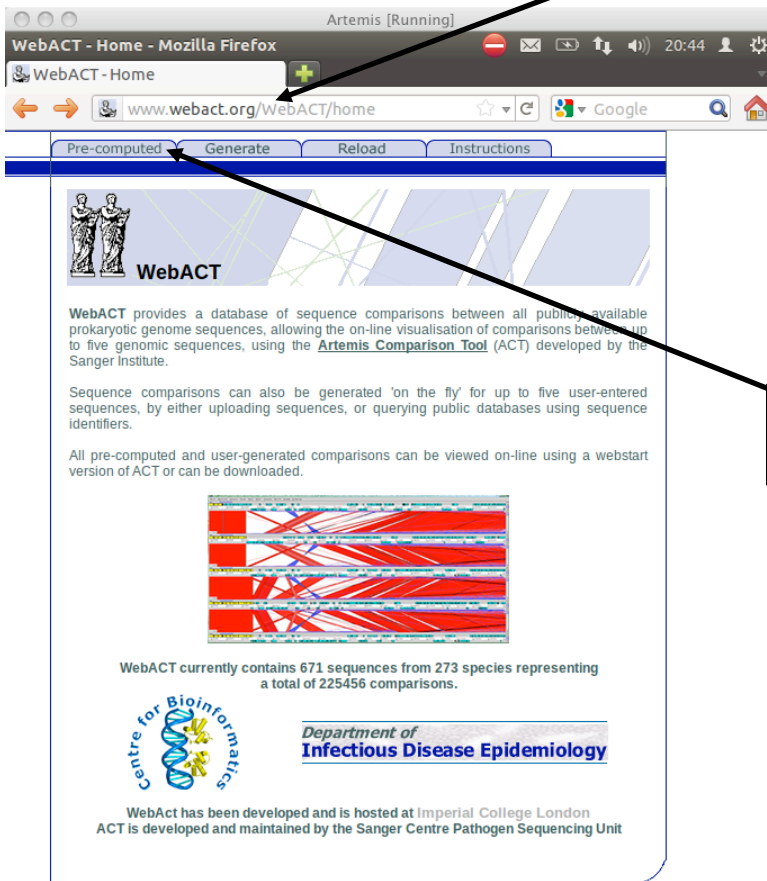 Artemis [Running]
WebACT - Home - Mozilla Firefox
20:44
WebACT - Home
www.webact.org/WebACT/home
Google
Pre-computed Generate Reload Instructions
WebACT
WebACT provides a database of sequence comparisons between all publicly available
prokaryotic genome sequences, allowing the on-line visualisation of comparisons between up
to five genomic sequences, using the Artemis Comparison Tool (ACT) developed by the
Sanger Institute.
Sequence comparisons can also be generated 'on the fly' for up to five user-entered
sequences, by either uploading sequences, or querying public databases using sequence
identifiers.
All pre-computed and user-generated comparisons can be viewed on-line using a webstart
version of ACT or can be downloaded.
WebACT currently contains 671 sequences from 273 species representing
a total of 225456 comparisons.
Centre for Bioinformatics
Department of
Infectious Disease Epidemiology
WebAct has been developed and is hosted at Imperial College London
ACT is developed and maintained by the Sanger Centre Pathogen Sequencing Unit